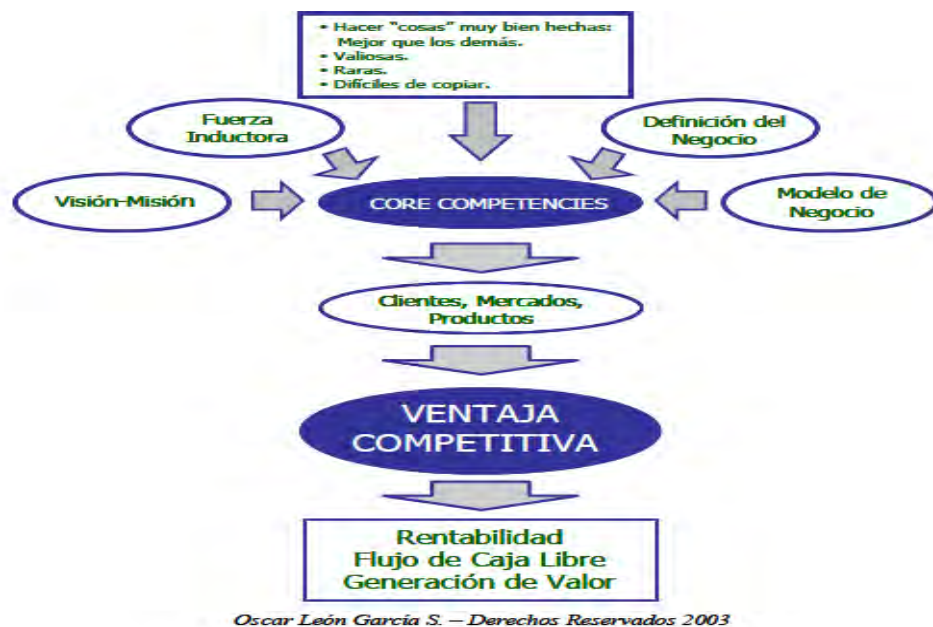 • Hacer "cosas" muy bien hechas:
Mejor que los demás.
• Valiosas.
• Raras.
• Difíciles de copiar.
Fuerza
Inductora
Definición del
Negocio
Visión-Misión
CORE COMPETENCIES
Modelo de
Negocio
Clientes, Mercados,
Productos
VENTAJA
COMPETITIVA
Rentabilidad
Flujo de Caja Libre
Generación de Valor
Oscar León García S. – Derechos Reservados 2003